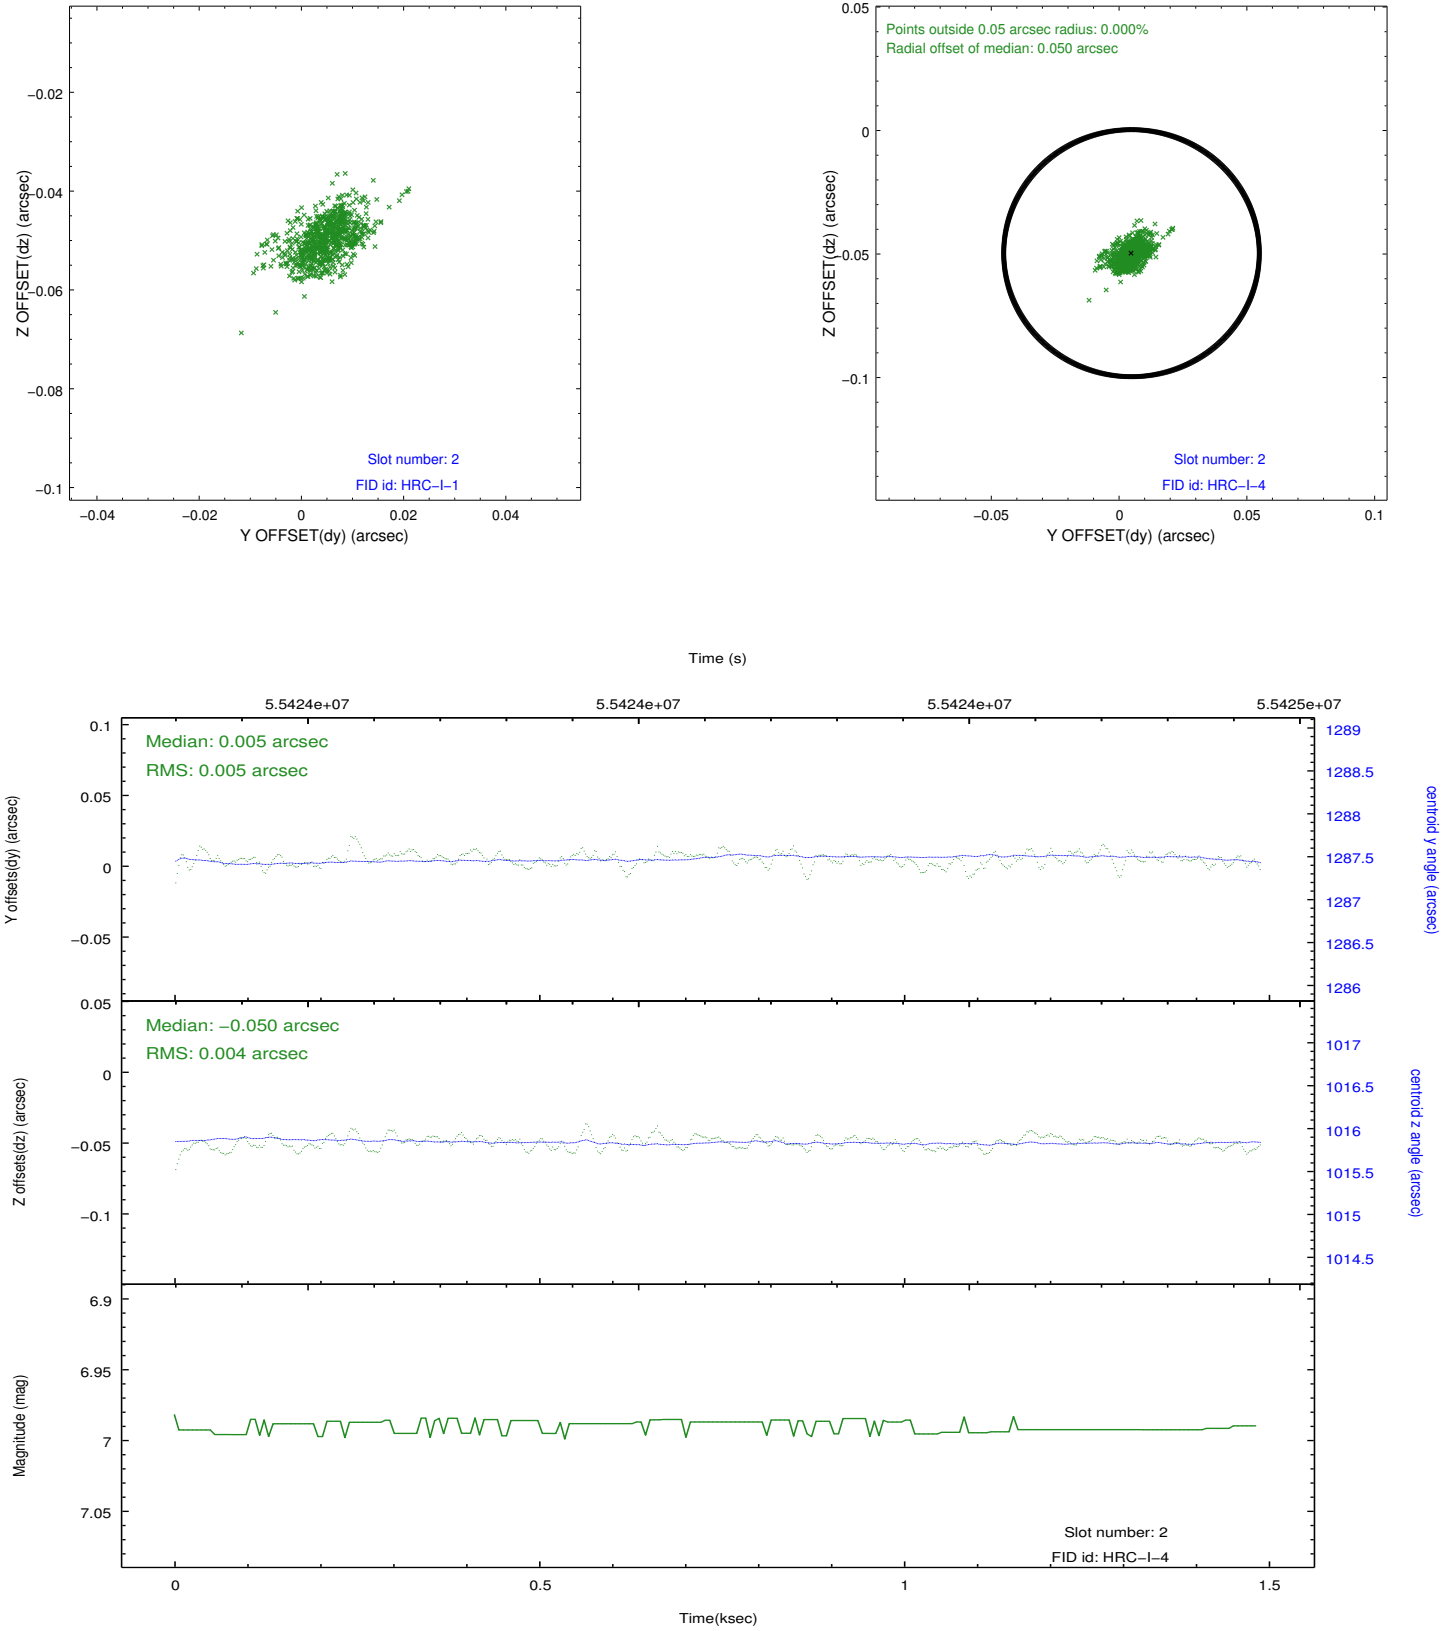 −0.02
−0.04
−0.06
−0.08
−0.1
Z OFFSET(dz) (arcsec)
Slot number: 2
FID id: HRC−I−1
−0.04
−0.02
0
0.02
0.04
Y OFFSET(dy) (arcsec)
0.05
0
−0.05
−0.1
Z OFFSET(dz) (arcsec)
Points outside 0.05 arcsec radius: 0.000%
Radial offset of median: 0.050 arcsec
Slot number: 2
FID id: HRC−I−4
−0.05
0
0.05
0.1
Y OFFSET(dy) (arcsec)
Time (s)
5.5424e+07
5.5424e+07
5.5424e+07
5.5425e+07
0.1
0.05
0
−0.05
Y offsets(dy) (arcsec)
Median: 0.005 arcsec
RMS: 0.005 arcsec
1289
1288.5
1288
1287.5
1287
1286.5
1286
centroid y angle (arcsec)
0.05
0
−0.05
−0.1
Z offsets(dz) (arcsec)
Median: −0.050 arcsec
RMS: 0.004 arcsec
1017
1016.5
1016
1015.5
1015
1014.5
centroid z angle (arcsec)
6.9
6.95
7
7.05
Magnitude (mag)
Slot number: 2
FID id: HRC−I−4
0
0.5
1
1.5
Time(ksec)